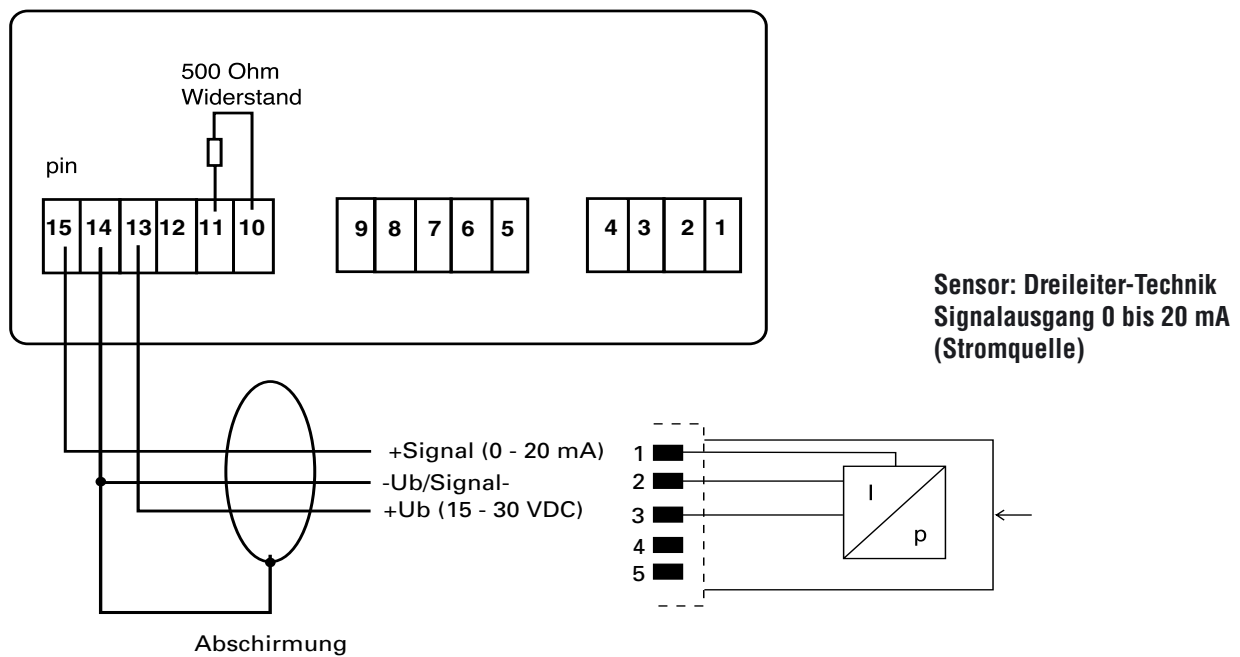 500 Ohm
Widerstand
pin
15 14 13 12 11 10
9 8 7 6 5
4 3 2 1
Sensor: Dreileiter-Technik
Signalausgang 0 bis 20 mA
(Stromquelle)
+Signal (0 - 20 mA)
-Ub/Signal-
+Ub (15 - 30 VDC)
1
2
3
4
5
I
p
Abschirmung